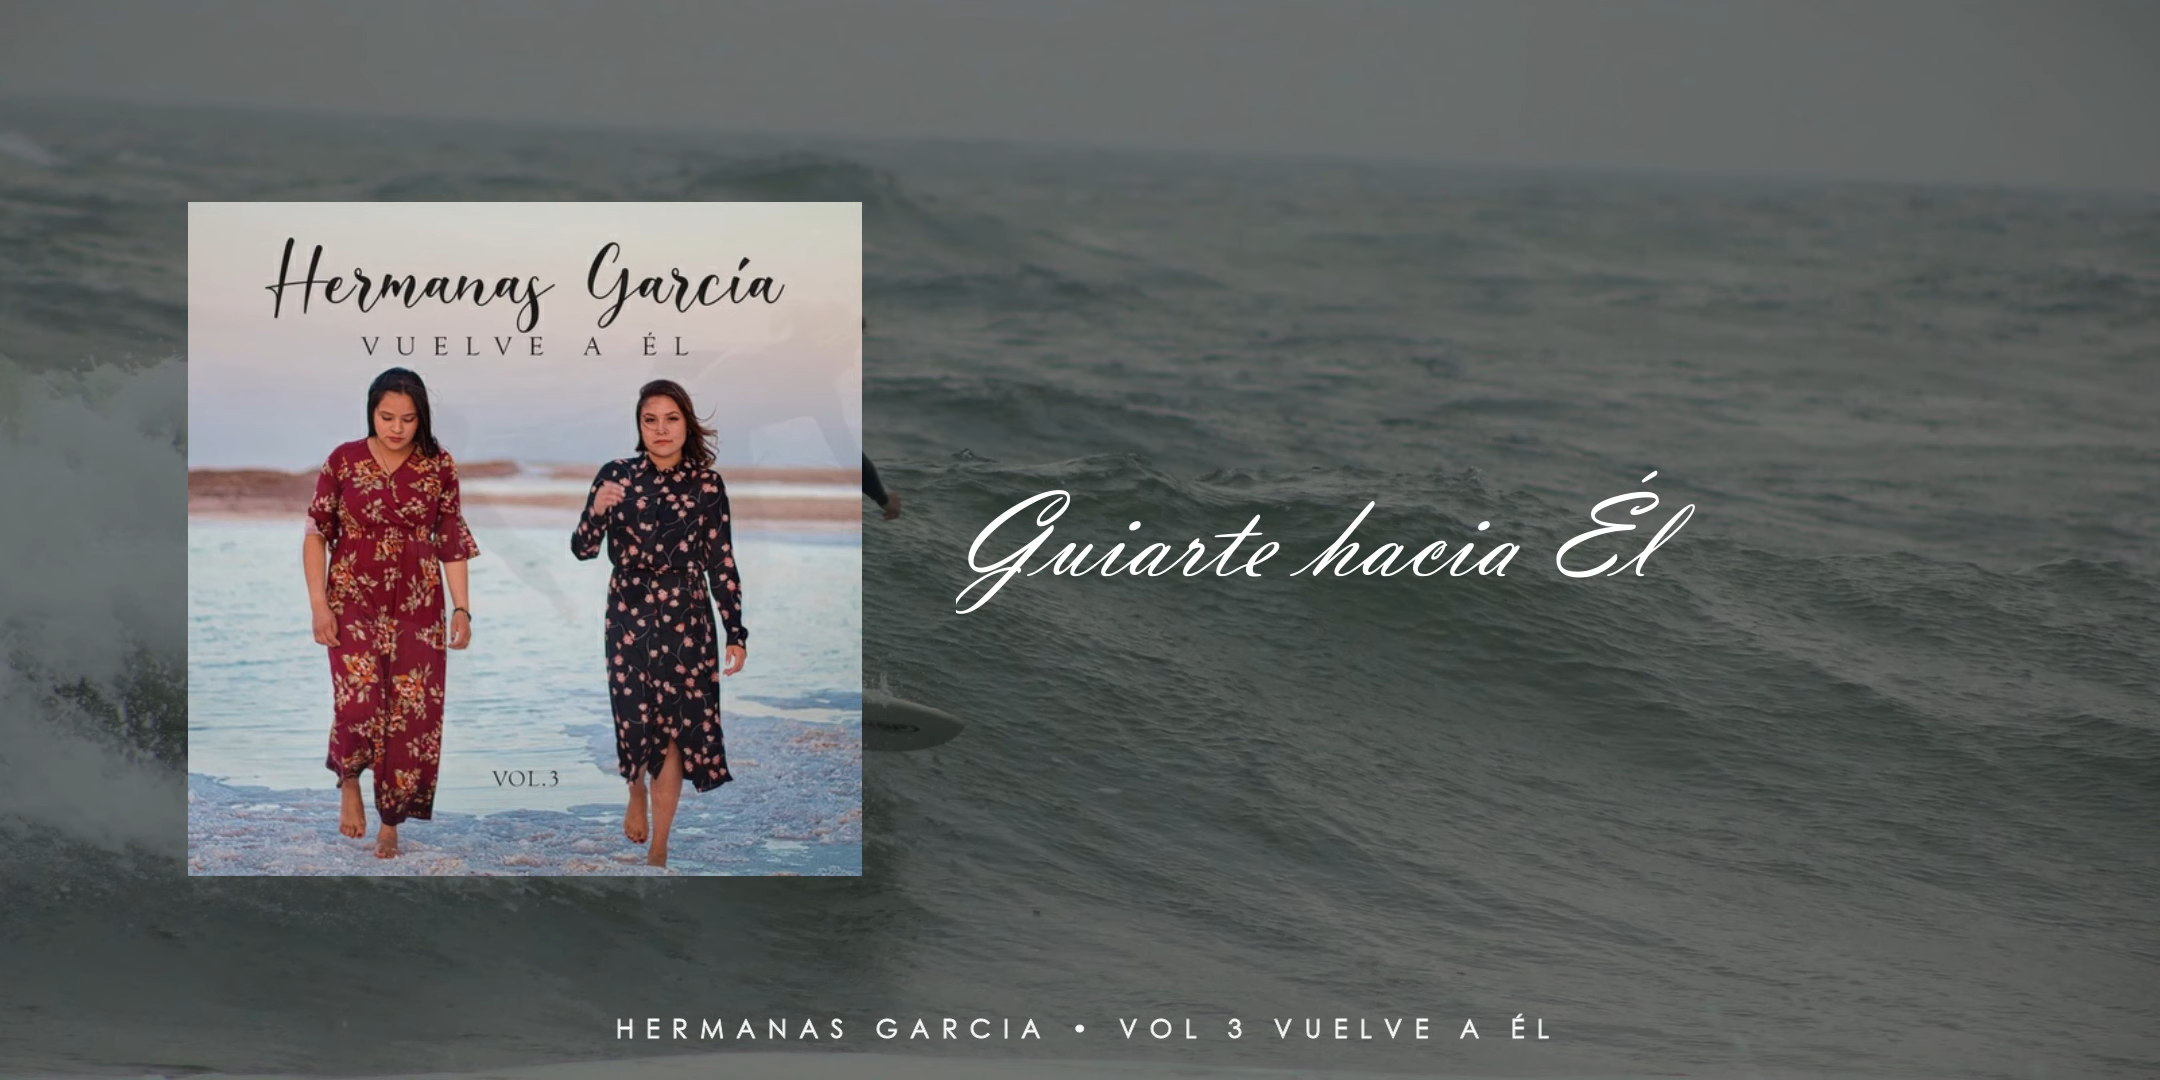 Hermanas García
VUELVE A ÉL
VOL.3
Guiarte hacia Él
HERMANAS GARCIA • VOL 3 VUELVE A ÉL